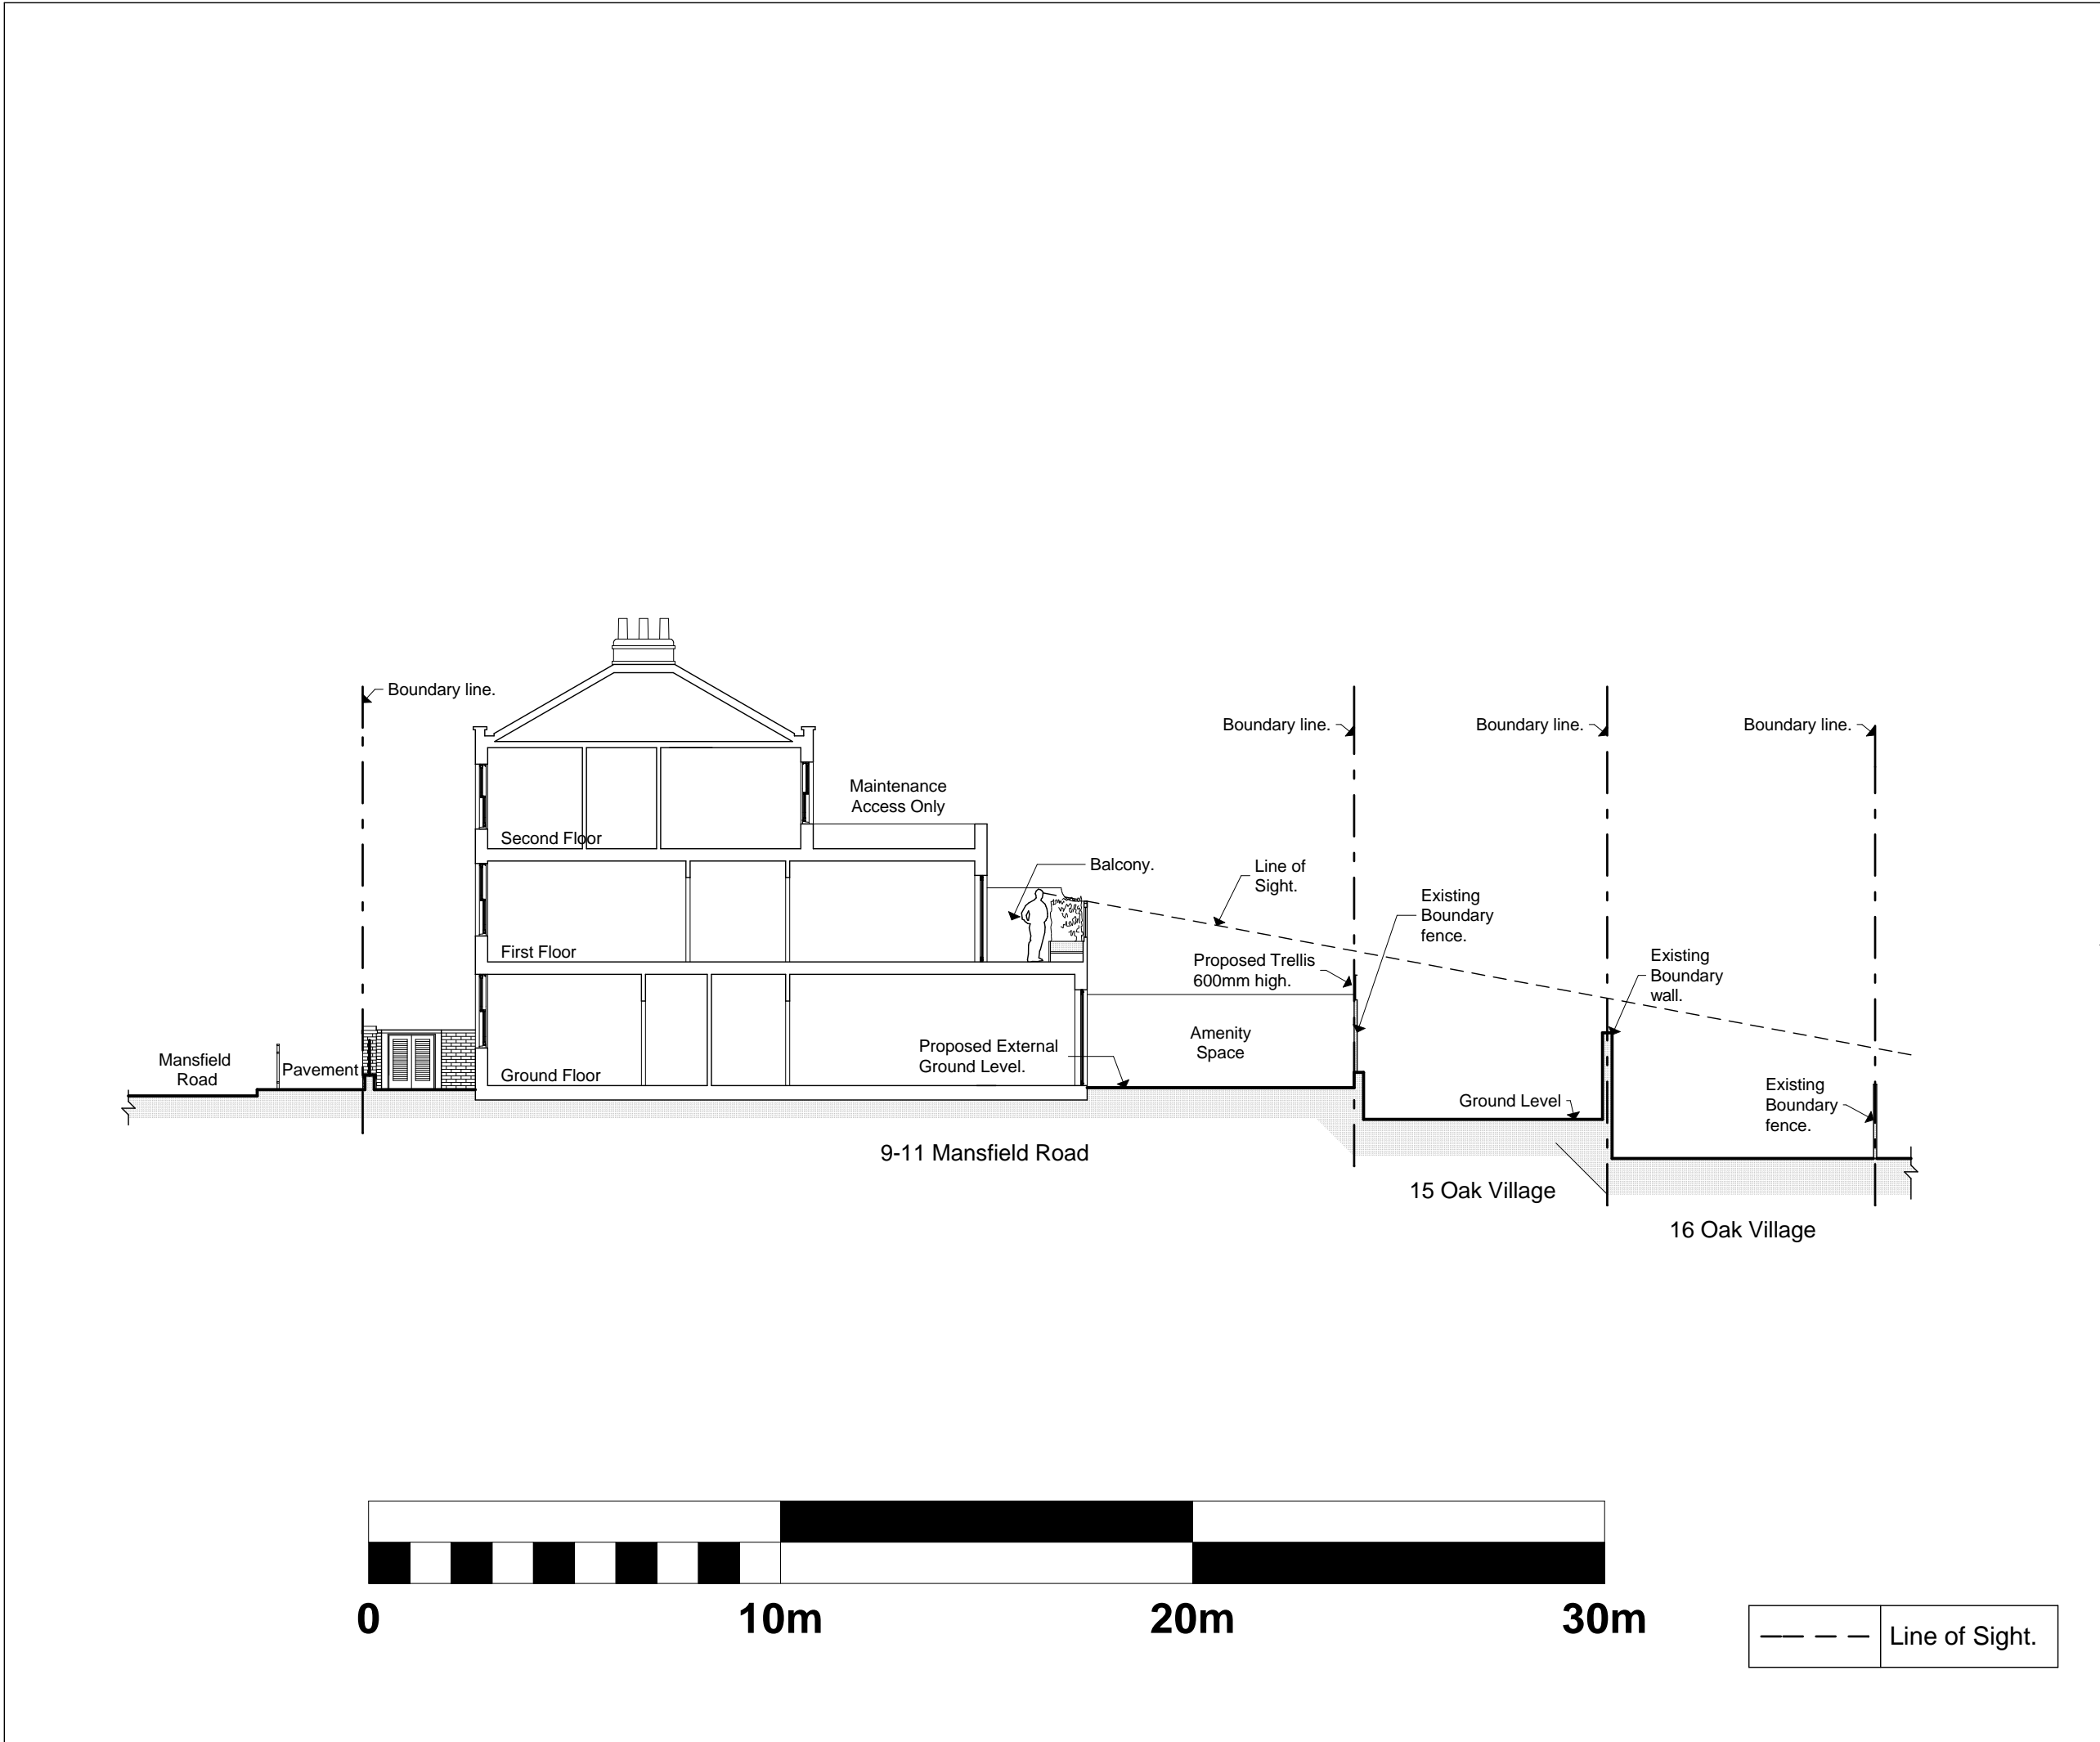 Boundary line.
Boundary line.
Boundary line.
Boundary line.
Maintenance
Access Only
Second Floor
Balcony.
Line of
Sight.
Existing
Boundary
fence.
First Floor
Proposed Trellis
600mm high.
Existing
Boundary
wall.
Mansfield
Road
Pavement
Ground Floor
Proposed External
Ground Level.
Amenity
Space
Ground Level
Existing
Boundary
fence.
9-11 Mansfield Road
15 Oak Village
16 Oak Village
0
10m
20m
30m
Line of Sight.